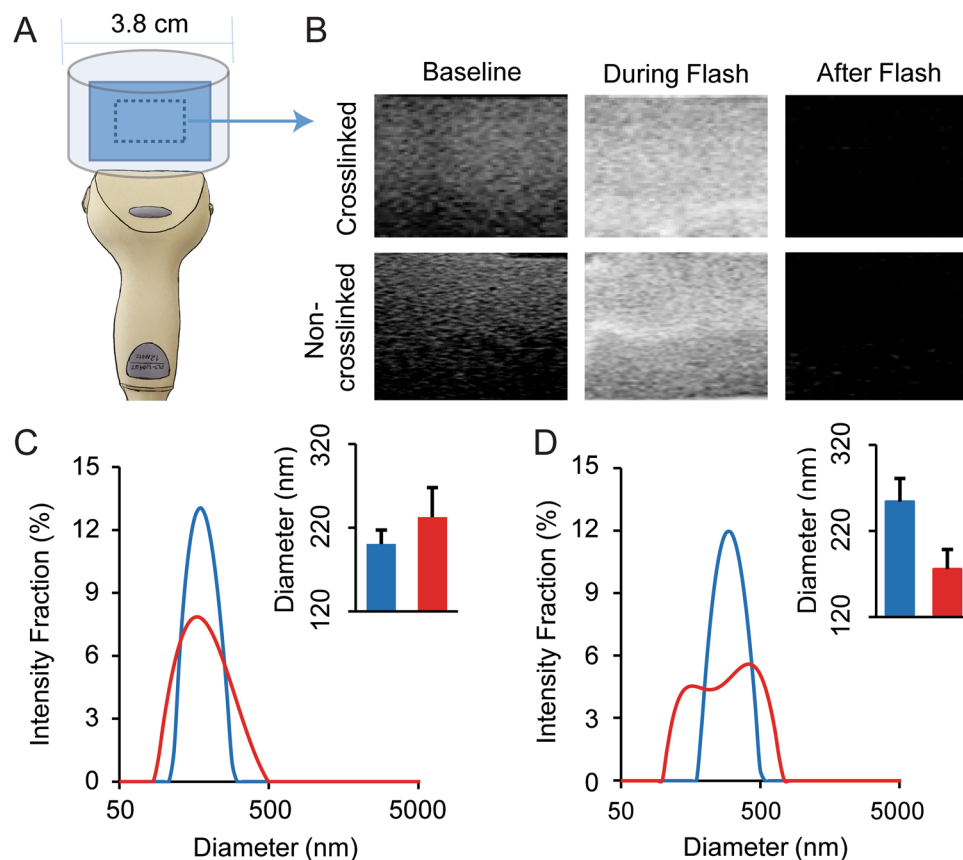 A
3.8 cm
B
Baseline
During Flash
After Flash
Crosslinked
Non-
crosslinked
12MHz
C
Intensity Fraction (%)
15
12
9
6
3
0
50
500
5000
Diameter (nm)
Diameter (nm)
320
220
120
D
Intensity Fraction (%)
15
12
9
6
3
0
50
500
5000
Diameter (nm)
Diameter (nm)
320
220
120